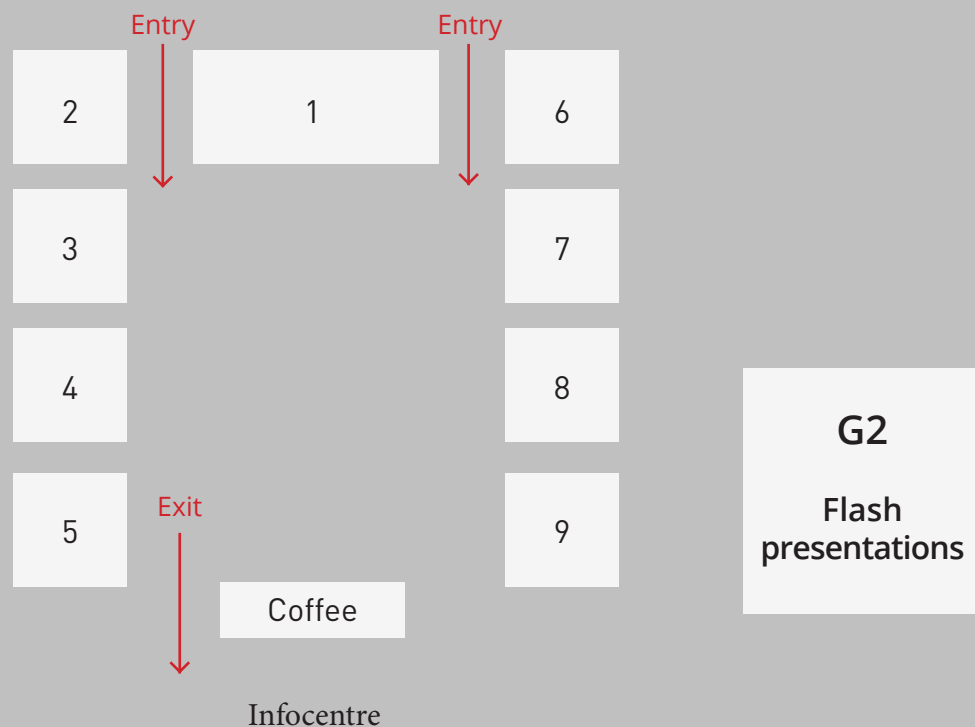 Entry
Entry
2
1
6
3
7
4
8
G2
Flash
presentations
5
Exit
9
Coffee
Infocentre